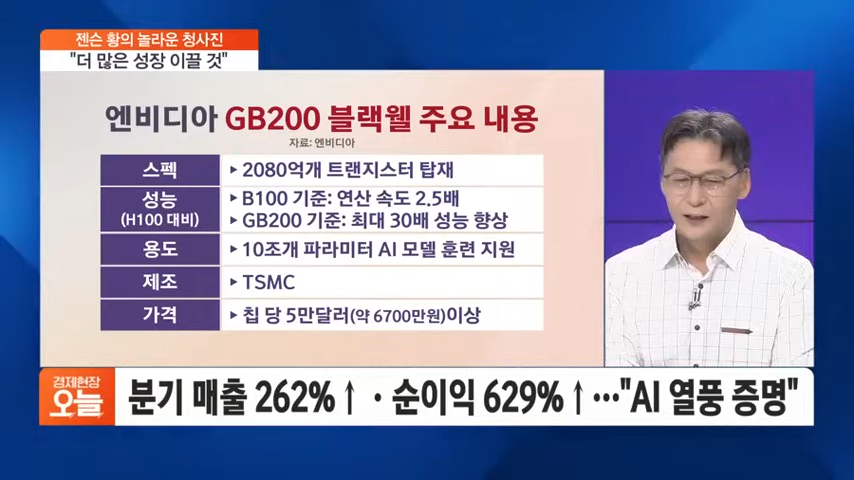 젠슨 황의 놀라운 청사진
"더 많은 성장 이끌 것"
엔비디아 GB200 블랙웰 주요 내용
자료: 엔비디아
스펙
▸ 2080억개 트랜지스터 탑재
성능
(H100 대비)
▸ B100 기준: 연산 속도 2.5배
▸ GB200 기준: 최대 30배 성능 향상
용도
▸ 10조개 파라미터 AI 모델 훈련 지원
제조
▸ TSMC
가격
▸ 칩 당 5만달러(약 6700만원)이상
경제현장
오늘
분기 매출 262%↑ · 순이익 629%↑…"AI 열풍 증명"